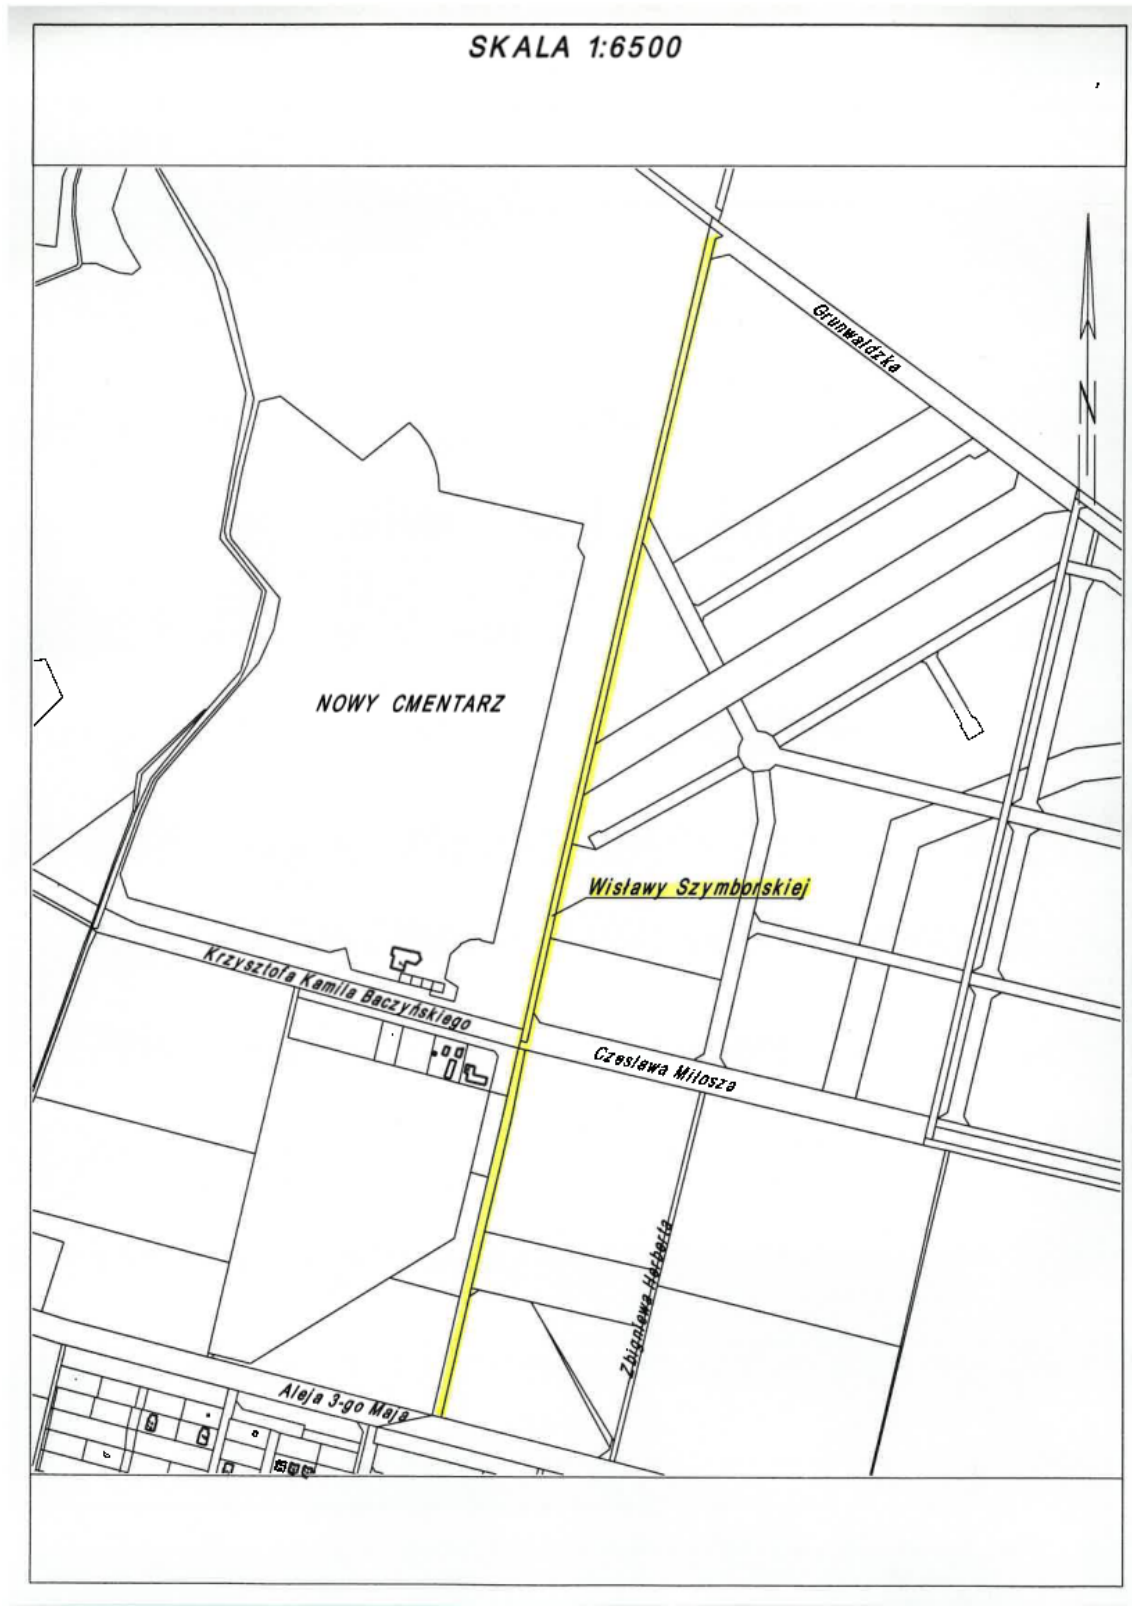 SKALA 1:6500
Grunwaldzka
N
NOWY CMENTARZ
Wisławy Szymborskiej
Krzysztofa Kamila Baczyńskiego
Czesława Miłosza
Zbigniewa Herberta
Aleja 3-go Maja